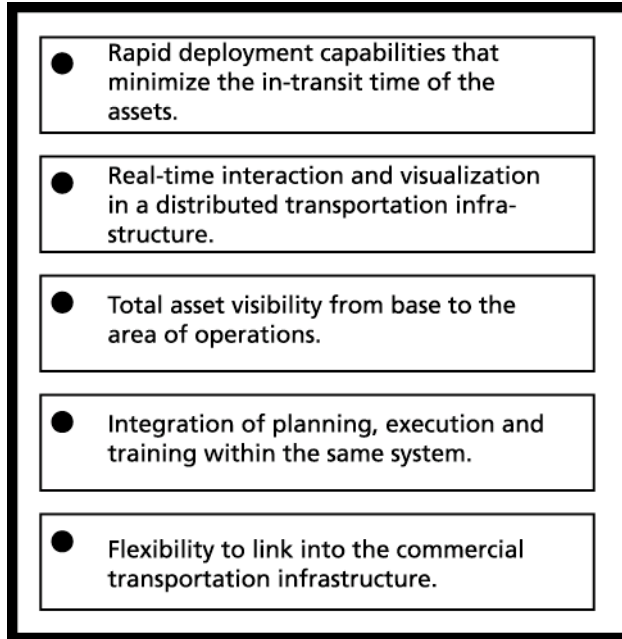 ● Rapid deployment capabilities that
minimize the in-transit time of the
assets.
● Real-time interaction and visualization
in a distributed transportation infra-
structure.
● Total asset visibility from base to the
area of operations.
● Integration of planning, execution and
training within the same system.
● Flexibility to link into the commercial
transportation infrastructure.